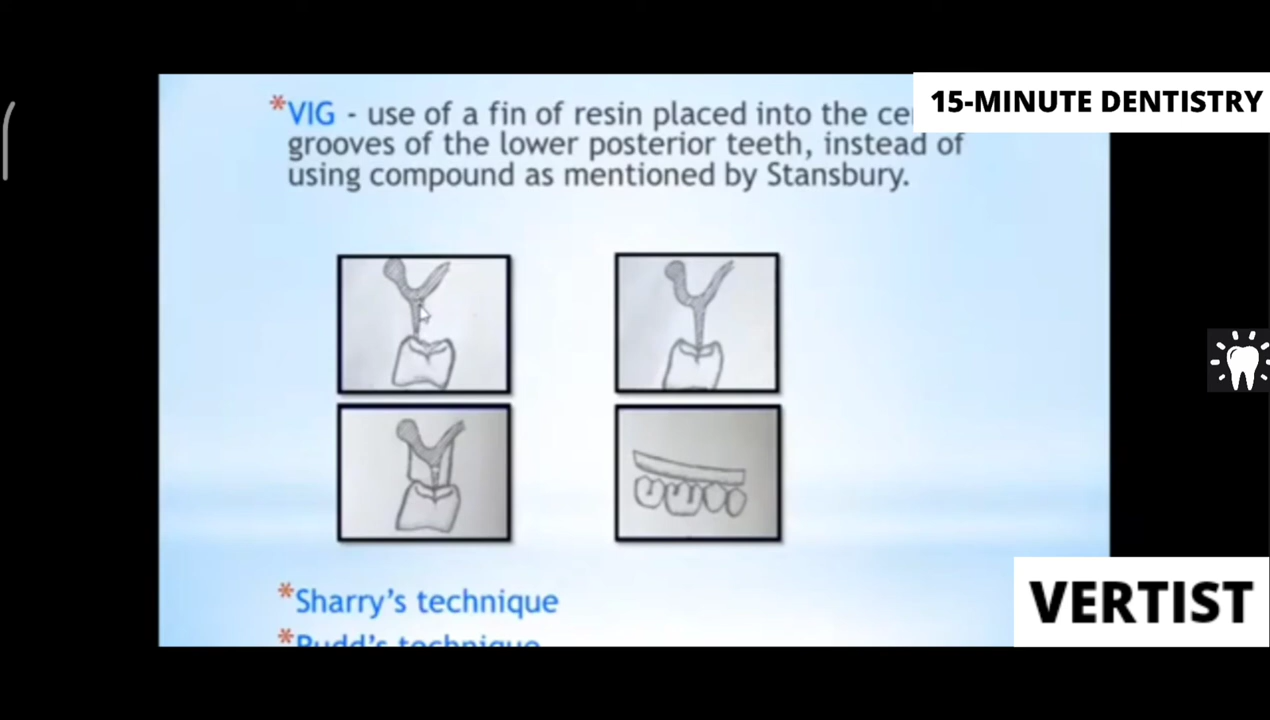 *VIG - use of a fin of resin placed into the
15-MINUTE DENTISTRY
grooves of the lower posterior teeth, instead of
using compound as mentioned by Stansbury.
*Sharry's technique
technique
VERTIST